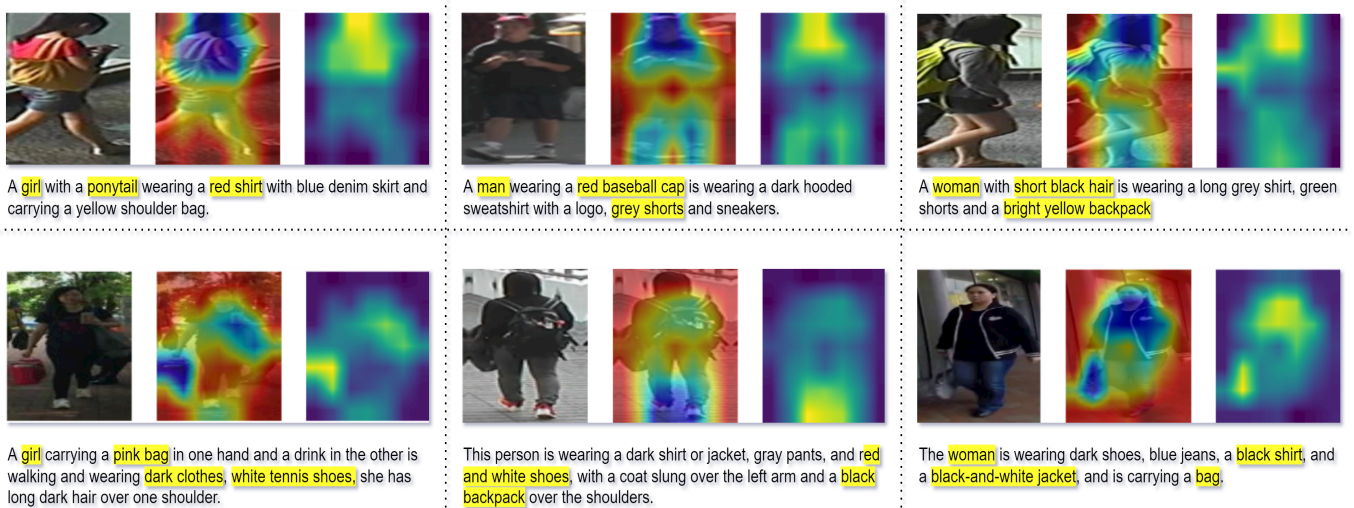 A girl with a ponytail wearing a red shirt with blue denim skirt and
carrying a yellow shoulder bag.
A man wearing a red baseball cap is wearing a dark hooded
sweatshirt with a logo, grey shorts and sneakers.
A woman with short black hair is wearing a long grey shirt, green
shorts and a bright yellow backpack
A girl carrying a pink bag in one hand and a drink in the other is
walking and wearing dark clothes, white tennis shoes, she has
long dark hair over one shoulder.
This person is wearing a dark shirt or jacket, gray pants, and red
and white shoes, with a coat slung over the left arm and a black
backpack over the shoulders.
The woman is wearing dark shoes, blue jeans, a black shirt, and
a black-and-white jacket, and is carrying a bag.